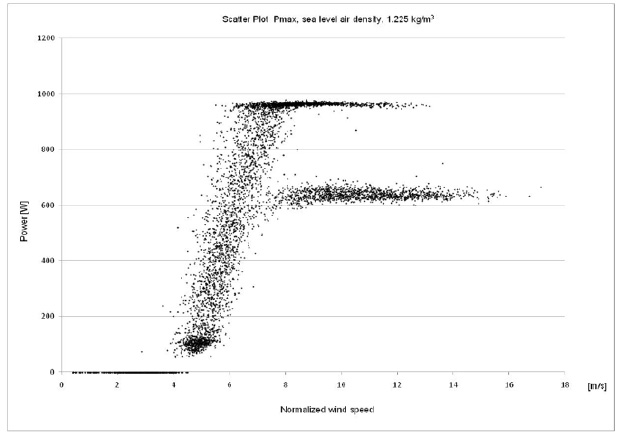 Scatter Plot Pmax, sea level air density, 1.225 kg/m³
1200
1000
800
600
400
200
0
Power [W]
0 2 4 6 8 10 12 14 16 18
[m/s]
Normalized wind speed